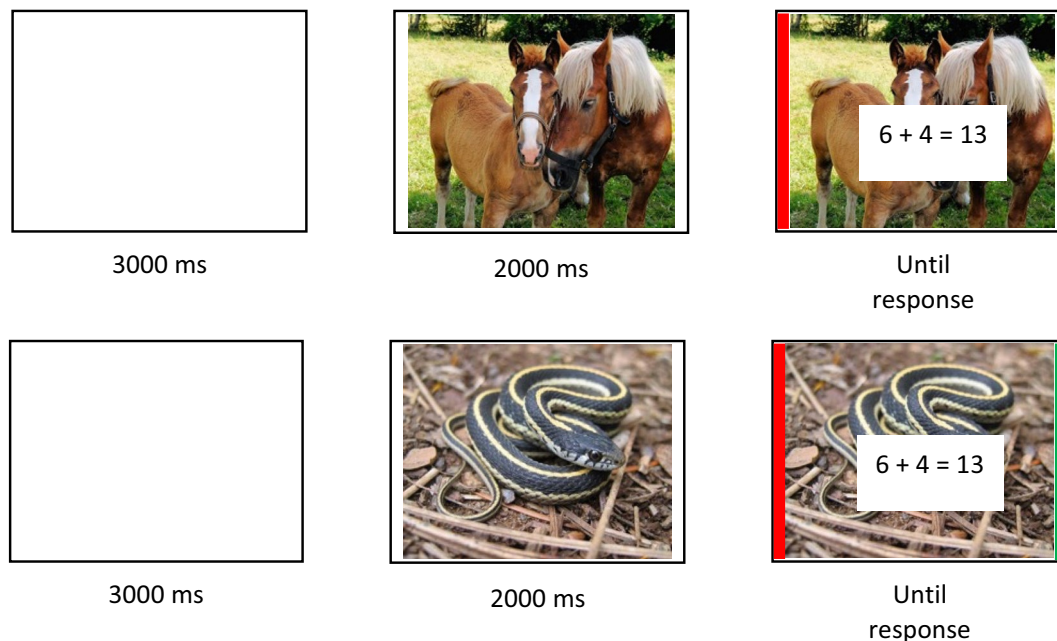 6 + 4 = 13
3000 ms
2000 ms
Until
response
6 + 4 = 13
3000 ms
2000 ms
Until
response